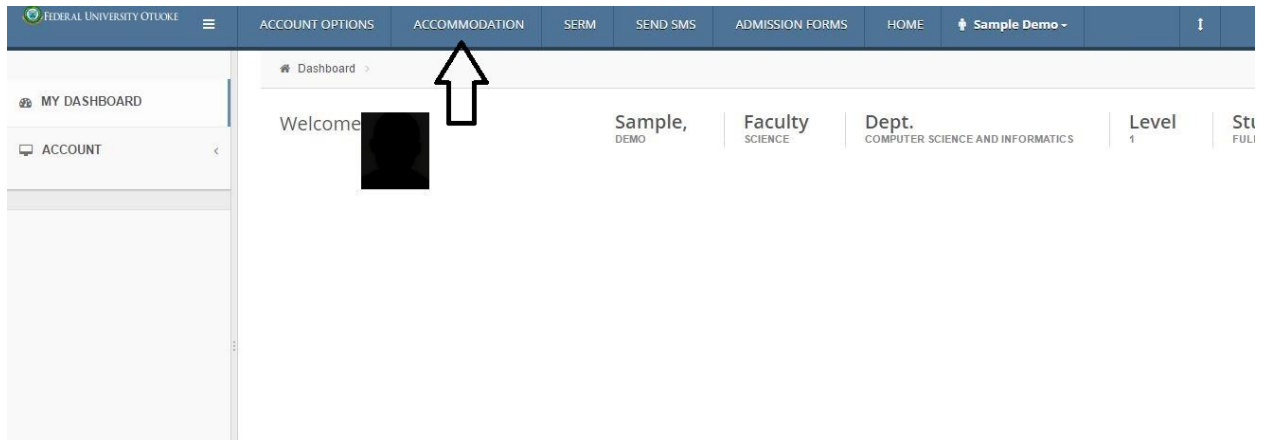 FEDERAL UNIVERSITY OTUOKE
ACCOUNT OPTIONS ACCOMMODATION SERM SEND SMS ADMISSION FORMS HOME Sample Demo
Dashboard >
MY DASHBOARD
ACCOUNT <
Welcome
Sample, Faculty Dept. Level
DEMO SCIENCE COMPUTER SCIENCE AND INFORMATICS 1